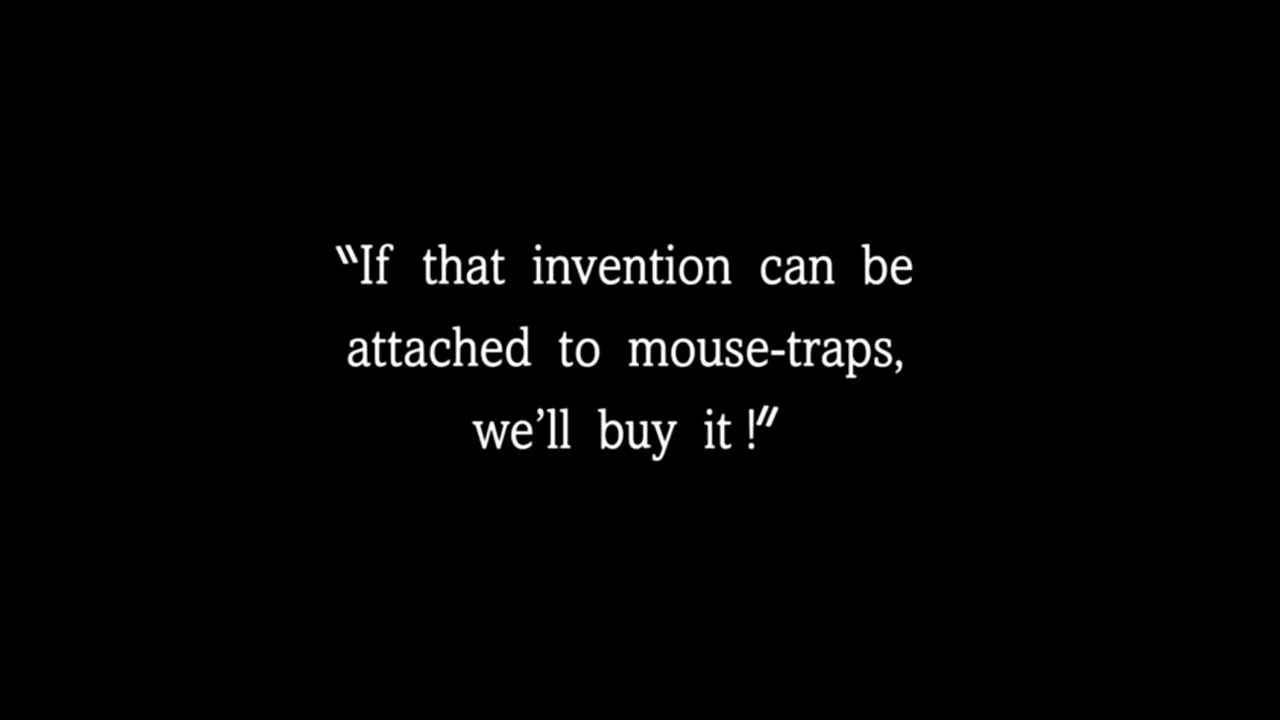 “If that invention can be
attached to mouse-traps,
we’ll buy it !”